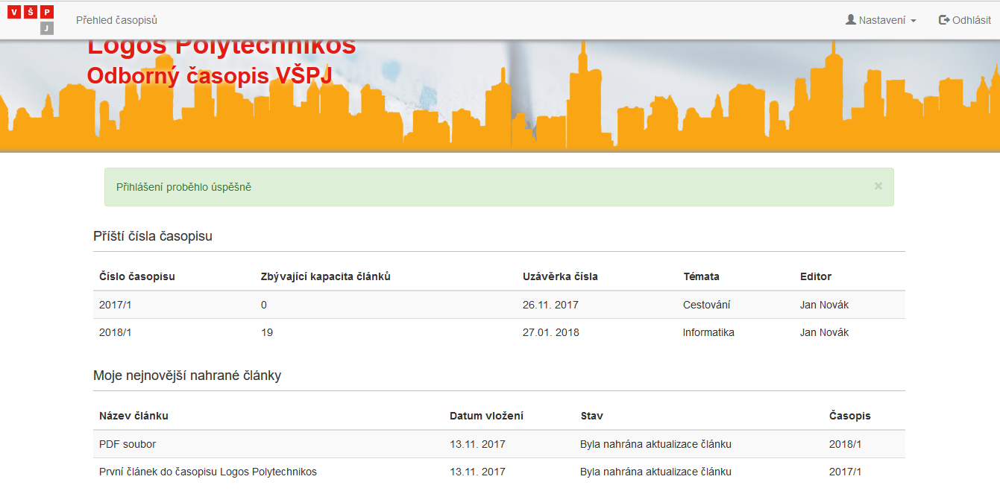 V Š P
J
Přehled časopisů
Nastavení
Odhlásit
Logos Polytechnikos
Odborný časopis VŠPJ
Přihlášení proběhlo úspěšně
×
Příští čísla časopisu
Číslo časopisu Zbývající kapacita článků Uzávěrka čísla Témata Editor
2017/1 0 26.11. 2017 Cestování Jan Novák
2018/1 19 27.01. 2018 Informatika Jan Novák
Moje nejnovější nahrané články
Název článku Datum vložení Stav Časopis
PDF soubor 13.11. 2017 Byla nahrána aktualizace článku 2018/1
První článek do časopisu Logos Polytechnikos 13.11. 2017 Byla nahrána aktualizace článku 2017/1